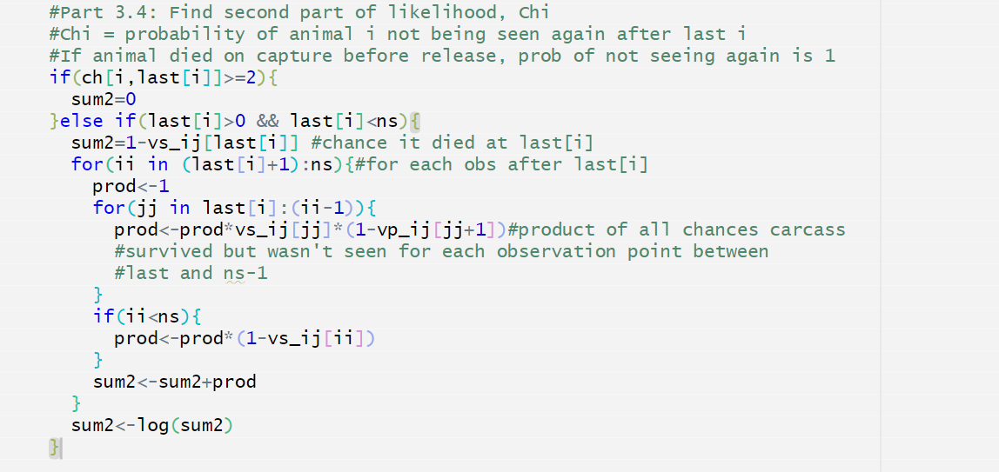 #Part 3.4: Find second part of likelihood, Chi
#Chi = probability of animal i not being seen again after last i
#If animal died on capture before release, prob of not seeing again is 1
if(ch[i,last[i]]>=2){
  sum2=0
}else if(last[i]>0 && last[i]<ns){
  sum2=1-vs_ij[last[i]] #chance it died at last[i]
  for(ii in (last[i]+1):ns){#for each obs after last[i]
    prod<-1
    for(jj in last[i]:(ii-1)){
      prod<-prod*vs_ij[jj]*(1-vp_ij[jj+1])#product of all chances carcass
      #survived but wasn't seen for each observation point between
      #last and ns-1
    }
    if(ii<ns){
      prod<-prod*(1-vs_ij[ii])
    }
    sum2<-sum2+prod
  }
  sum2<-log(sum2)
}